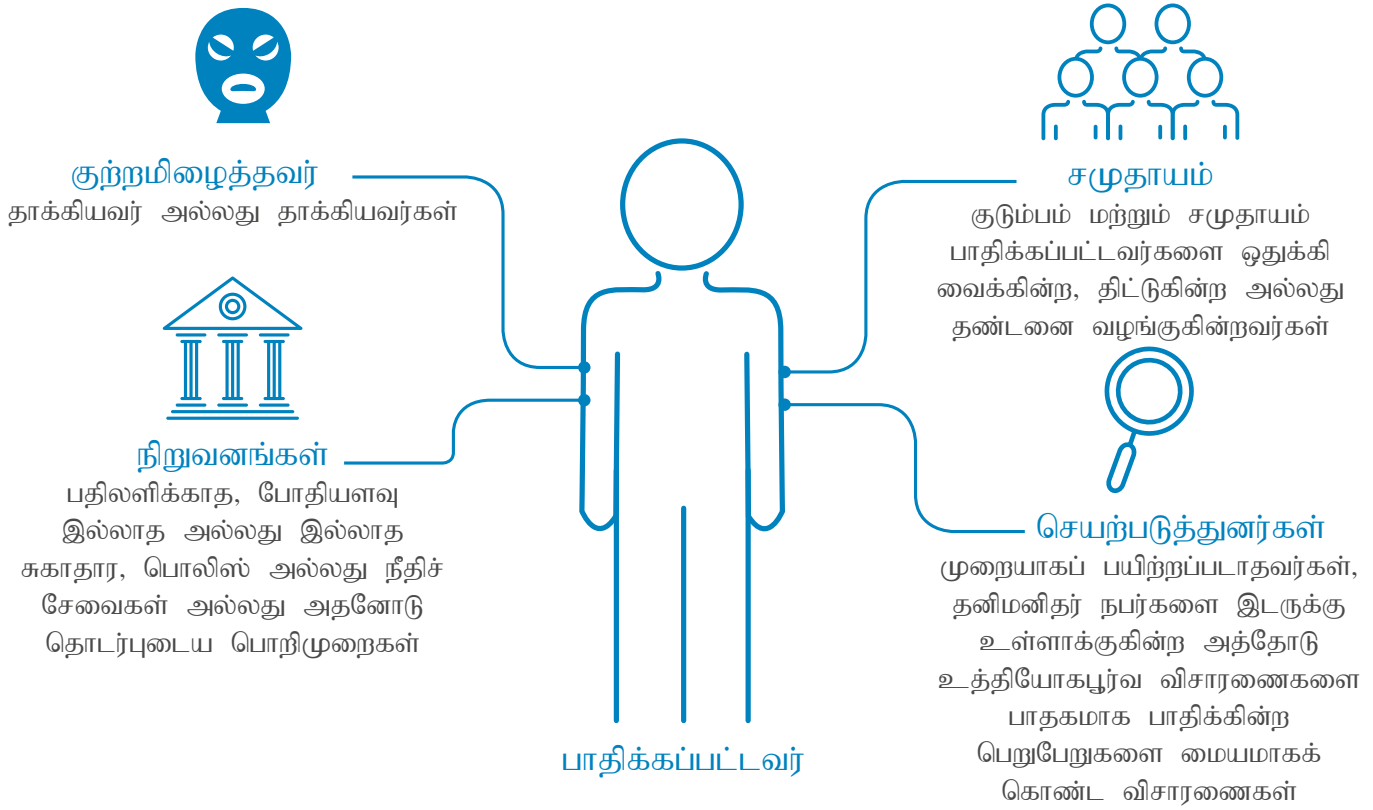 குற்றமிழைத்தவர்
தாக்கியவர் அல்லது தாக்கியவர்கள்
நிறுவனங்கள்
பதிலளிக்காத, போதியளவு
இல்லாத அல்லது இல்லாத
சுகாதார, பொலிஸ் அல்லது நீதிச்
சேவைகள் அல்லது அதனோடு
தொடர்புடைய பொறிமுறைகள்
சமுதாயம்
குடும்பம் மற்றும் சமுதாயம்
பாதிக்கப்பட்டவர்களை ஒதுக்கி
வைக்கின்ற, திட்டுகின்ற அல்லது
தண்டனை வழங்குகின்றவர்கள்
செயற்படுத்துனர்கள்
முறையாகப் பயிற்றப்படாதவர்கள்,
தனிமனிதர் நபர்களை இடருக்கு
உள்ளாக்குகின்ற அத்தோடு
உத்தியோகபூர்வ விசாரணைகளை
பாதகமாக பாதிக்கின்ற
பெறுபேறுகளை மையமாகக்
கொண்ட விசாரணைகள்
பாதிக்கப்பட்டவர்